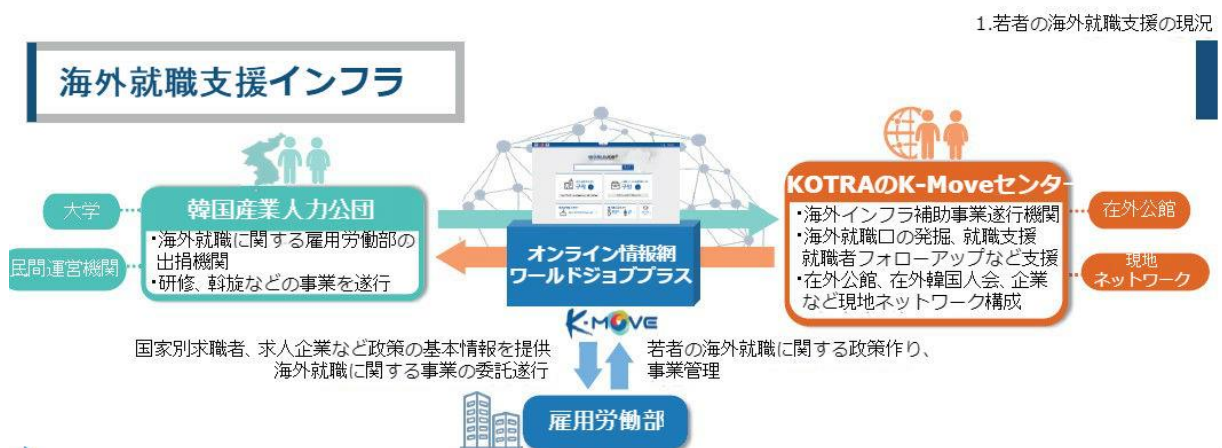 1.若者の海外就職支援の現況
海外就職支援インフラ
大学
民間運営機関
韓国産業人力公団
・海外就職に関する雇用労働部の
出捐機関
・研修、斡旋などの事業を遂行
オンライン情報網
ワールドジョブプラス
K-MOVE
KOTRAのK-Moveセンター
・海外インフラ補助事業遂行機関
・海外就職口の発掘、就職支援
就職者フォローアップなど支援
・在外公館、在外韓国人会、企業
など現地ネットワーク構成
在外公館
現地
ネットワーク
国家別求職者、求人企業など政策の基本情報を提供
海外就職に関する事業の委託遂行
若者の海外就職に関する政策作り、
事業管理
雇用労働部